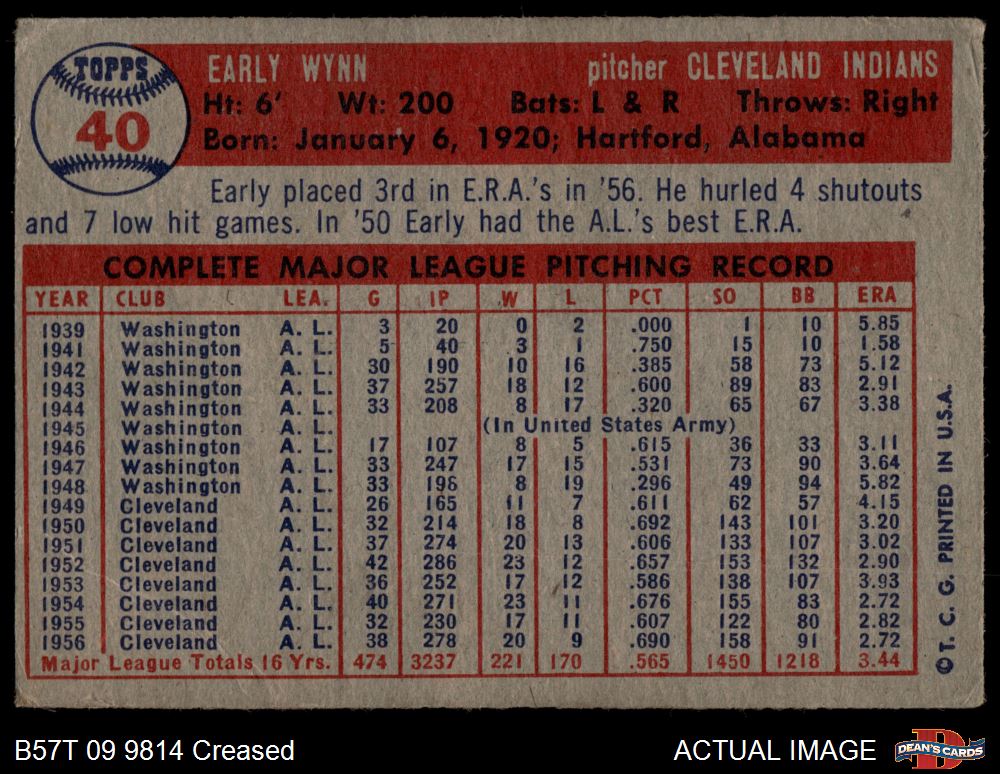 TOPPS
40
EARLY WYNN pitcher CLEVELAND INDIANS
Ht: 6' Wt: 200 Bats: L & R Throws: Right
Born: January 6, 1920; Hartford, Alabama
Early placed 3rd in E.R.A.'s in '56. He hurled 4 shutouts
and 7 low hit games. In '50 Early had the A.L.'s best E.R.A.
COMPLETE MAJOR LEAGUE PITCHING RECORD
YEAR CLUB LEA. G IP W L PCT SO BB ERA
1939 Washington A. L. 3 20 0 2 .000 1 10 5.85
1941 Washington A. L. 5 40 3 1 .750 15 10 1.58
1942 Washington A. L. 30 190 10 16 .385 58 73 5.12
1943 Washington A. L. 37 257 18 12 .600 89 83 2.91
1944 Washington A. L. 33 208 8 17 .320 65 67 3.38
1945 Washington A. L. (In United States Army)
1946 Washington A. L. 17 107 8 5 .615 36 33 3.11
1947 Washington A. L. 33 247 17 15 .531 73 90 3.64
1948 Washington A. L. 33 198 8 19 .296 49 94 5.82
1949 Cleveland A. L. 26 165 11 7 .611 62 57 4.15
1950 Cleveland A. L. 32 214 18 8 .692 143 101 3.20
1951 Cleveland A. L. 37 274 20 13 .606 133 107 3.02
1952 Cleveland A. L. 42 286 23 12 .657 153 132 2.90
1953 Cleveland A. L. 36 252 17 12 .586 138 107 3.93
1954 Cleveland A. L. 40 271 23 11 .676 155 83 2.72
1955 Cleveland A. L. 32 230 17 11 .607 122 80 2.82
1956 Cleveland A. L. 38 278 20 9 .690 158 91 2.72
Major League Totals 16 Yrs. 474 3237 221 170 .565 1450 1218 3.44
©T. C. G. PRINTED IN U.S.A.
B57T 09 9814 Creased
ACTUAL IMAGE
DEAN'S CARDS